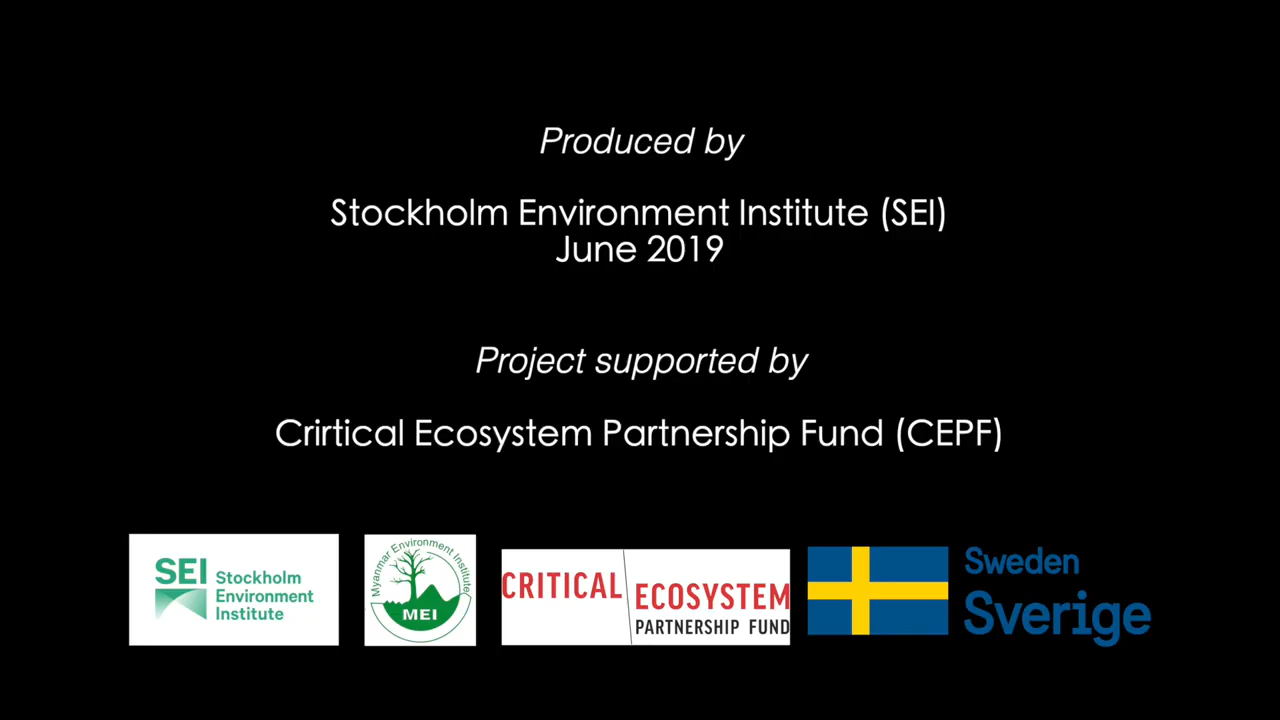 Produced by
Stockholm Environment Institute (SEI)
June 2019
Project supported by
Crirtical Ecosystem Partnership Fund (CEPF)
SEI Stockholm
Environment
Institute
Myanmar Environment Institute
MEI
CRITICAL ECOSYSTEM
PARTNERSHIP FUND
Sweden
Sverige